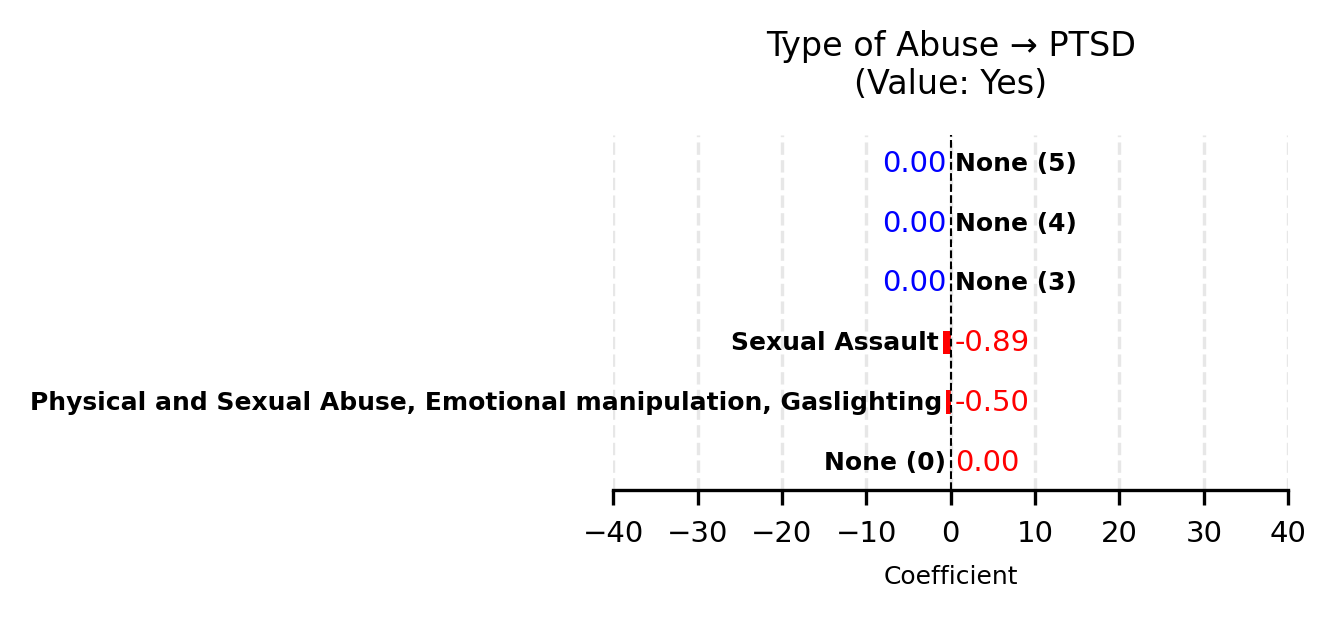 Type of Abuse → PTSD
(Value: Yes)
0.00 None (5)
0.00 None (4)
0.00 None (3)
Sexual Assault -0.89
Physical and Sexual Abuse, Emotional manipulation, Gaslighting -0.50
None (0) 0.00
−40 −30 −20 −10 0 10 20 30 40
Coefficient